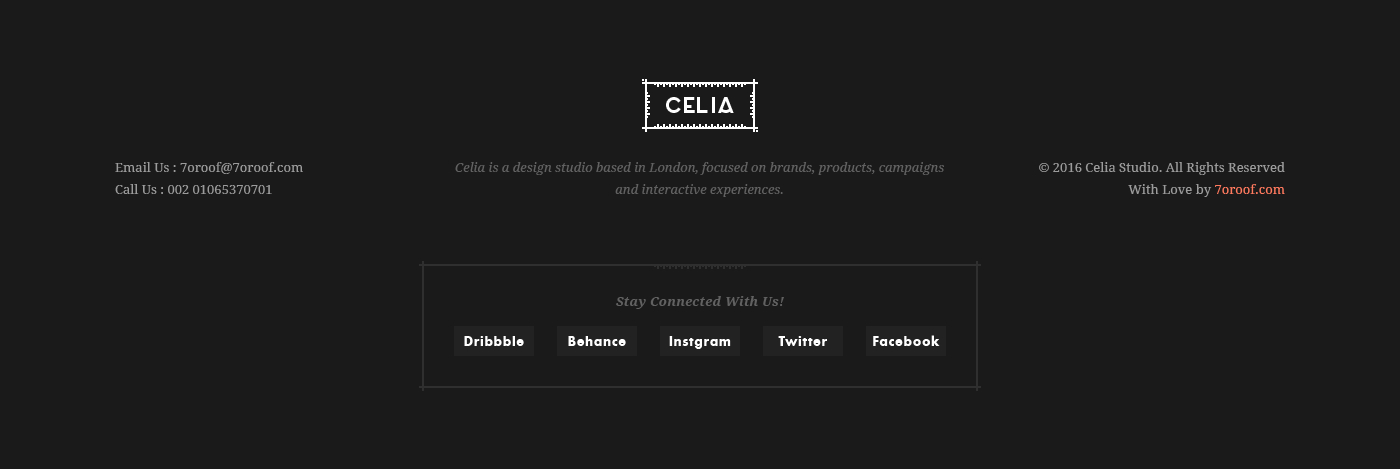 CELIA
Email Us : 7oroof@7oroof.com
Call Us : 002 01065370701
Celia is a design studio based in London, focused on brands, products, campaigns
and interactive experiences.
© 2016 Celia Studio. All Rights Reserved
With Love by 7oroof.com
Stay Connected With Us!
Dribbble Behance Instgram Twitter Facebook